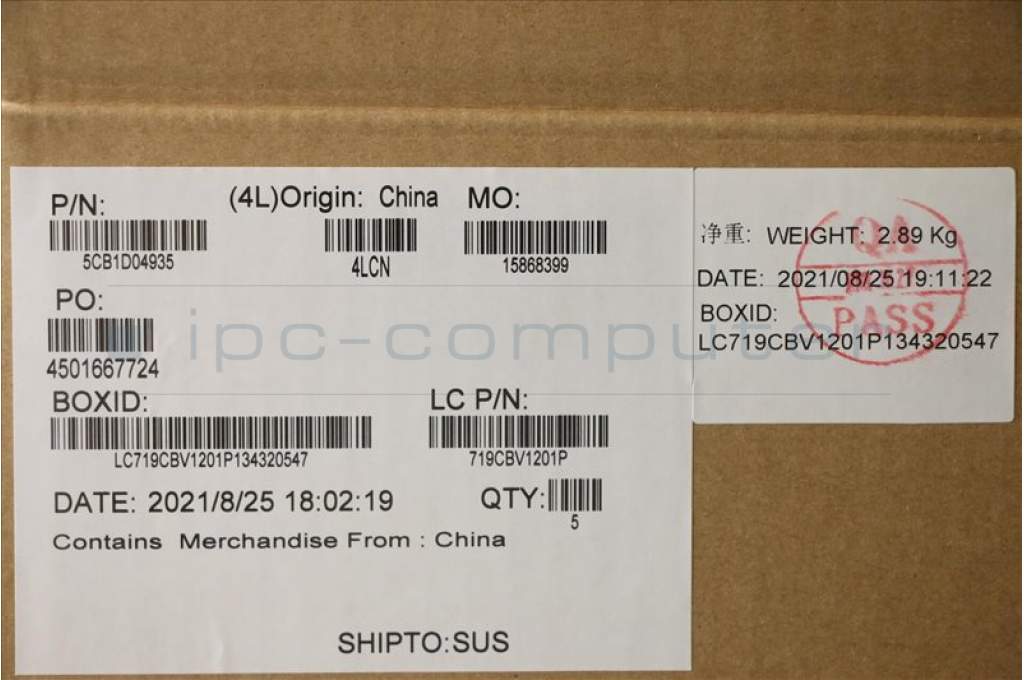 P/N:
(4L)Origin: China
MO:
5CB1D04935
4LCN
15868399
PO:
4501667724
BOXID:
LC P/N:
LC719CBV1201P134320547
719CBV1201P
DATE: 2021/8/25 18:02:19
QTY:
5
Contains Merchandise From : China
SHIPTO:SUS
净重: WEIGHT: 2.89 Kg
DATE: 2021/08/25 19:11:22
BOXID:
LC719CBV1201P134320547
QA
PASS
ipc-computer